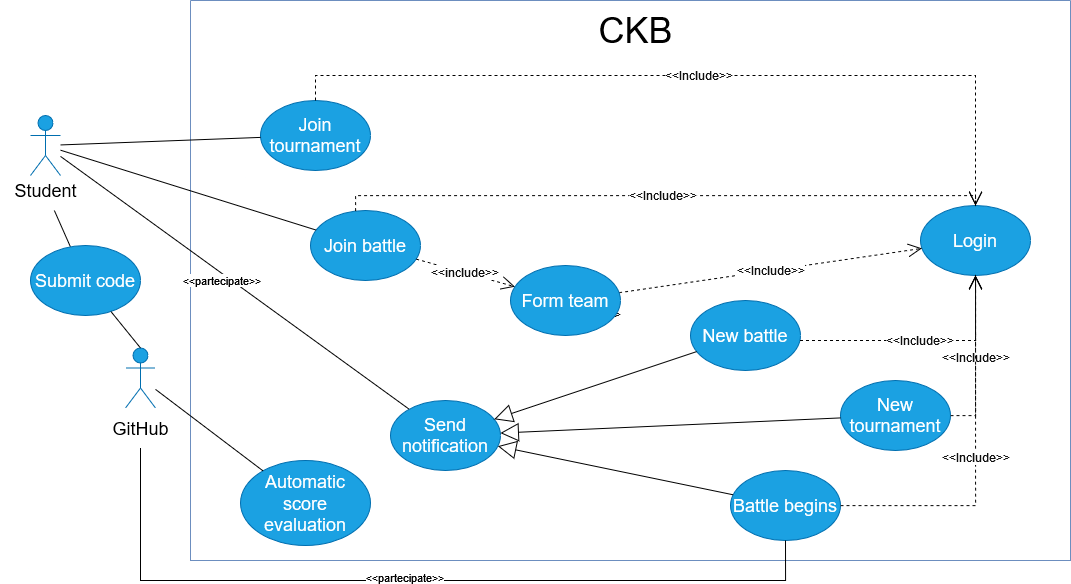 CKB
<<Include>>
Join
tournament
Student
<<Include>>
Join battle
Login
<<include>>
<<Include>>
Submit code
<<partecipate>>
Form team
New battle
<<Include>>
<<Include>>
GitHub
Send
notification
New
tournament
<<Include>>
Automatic
score
evaluation
Battle begins
<<partecipate>>